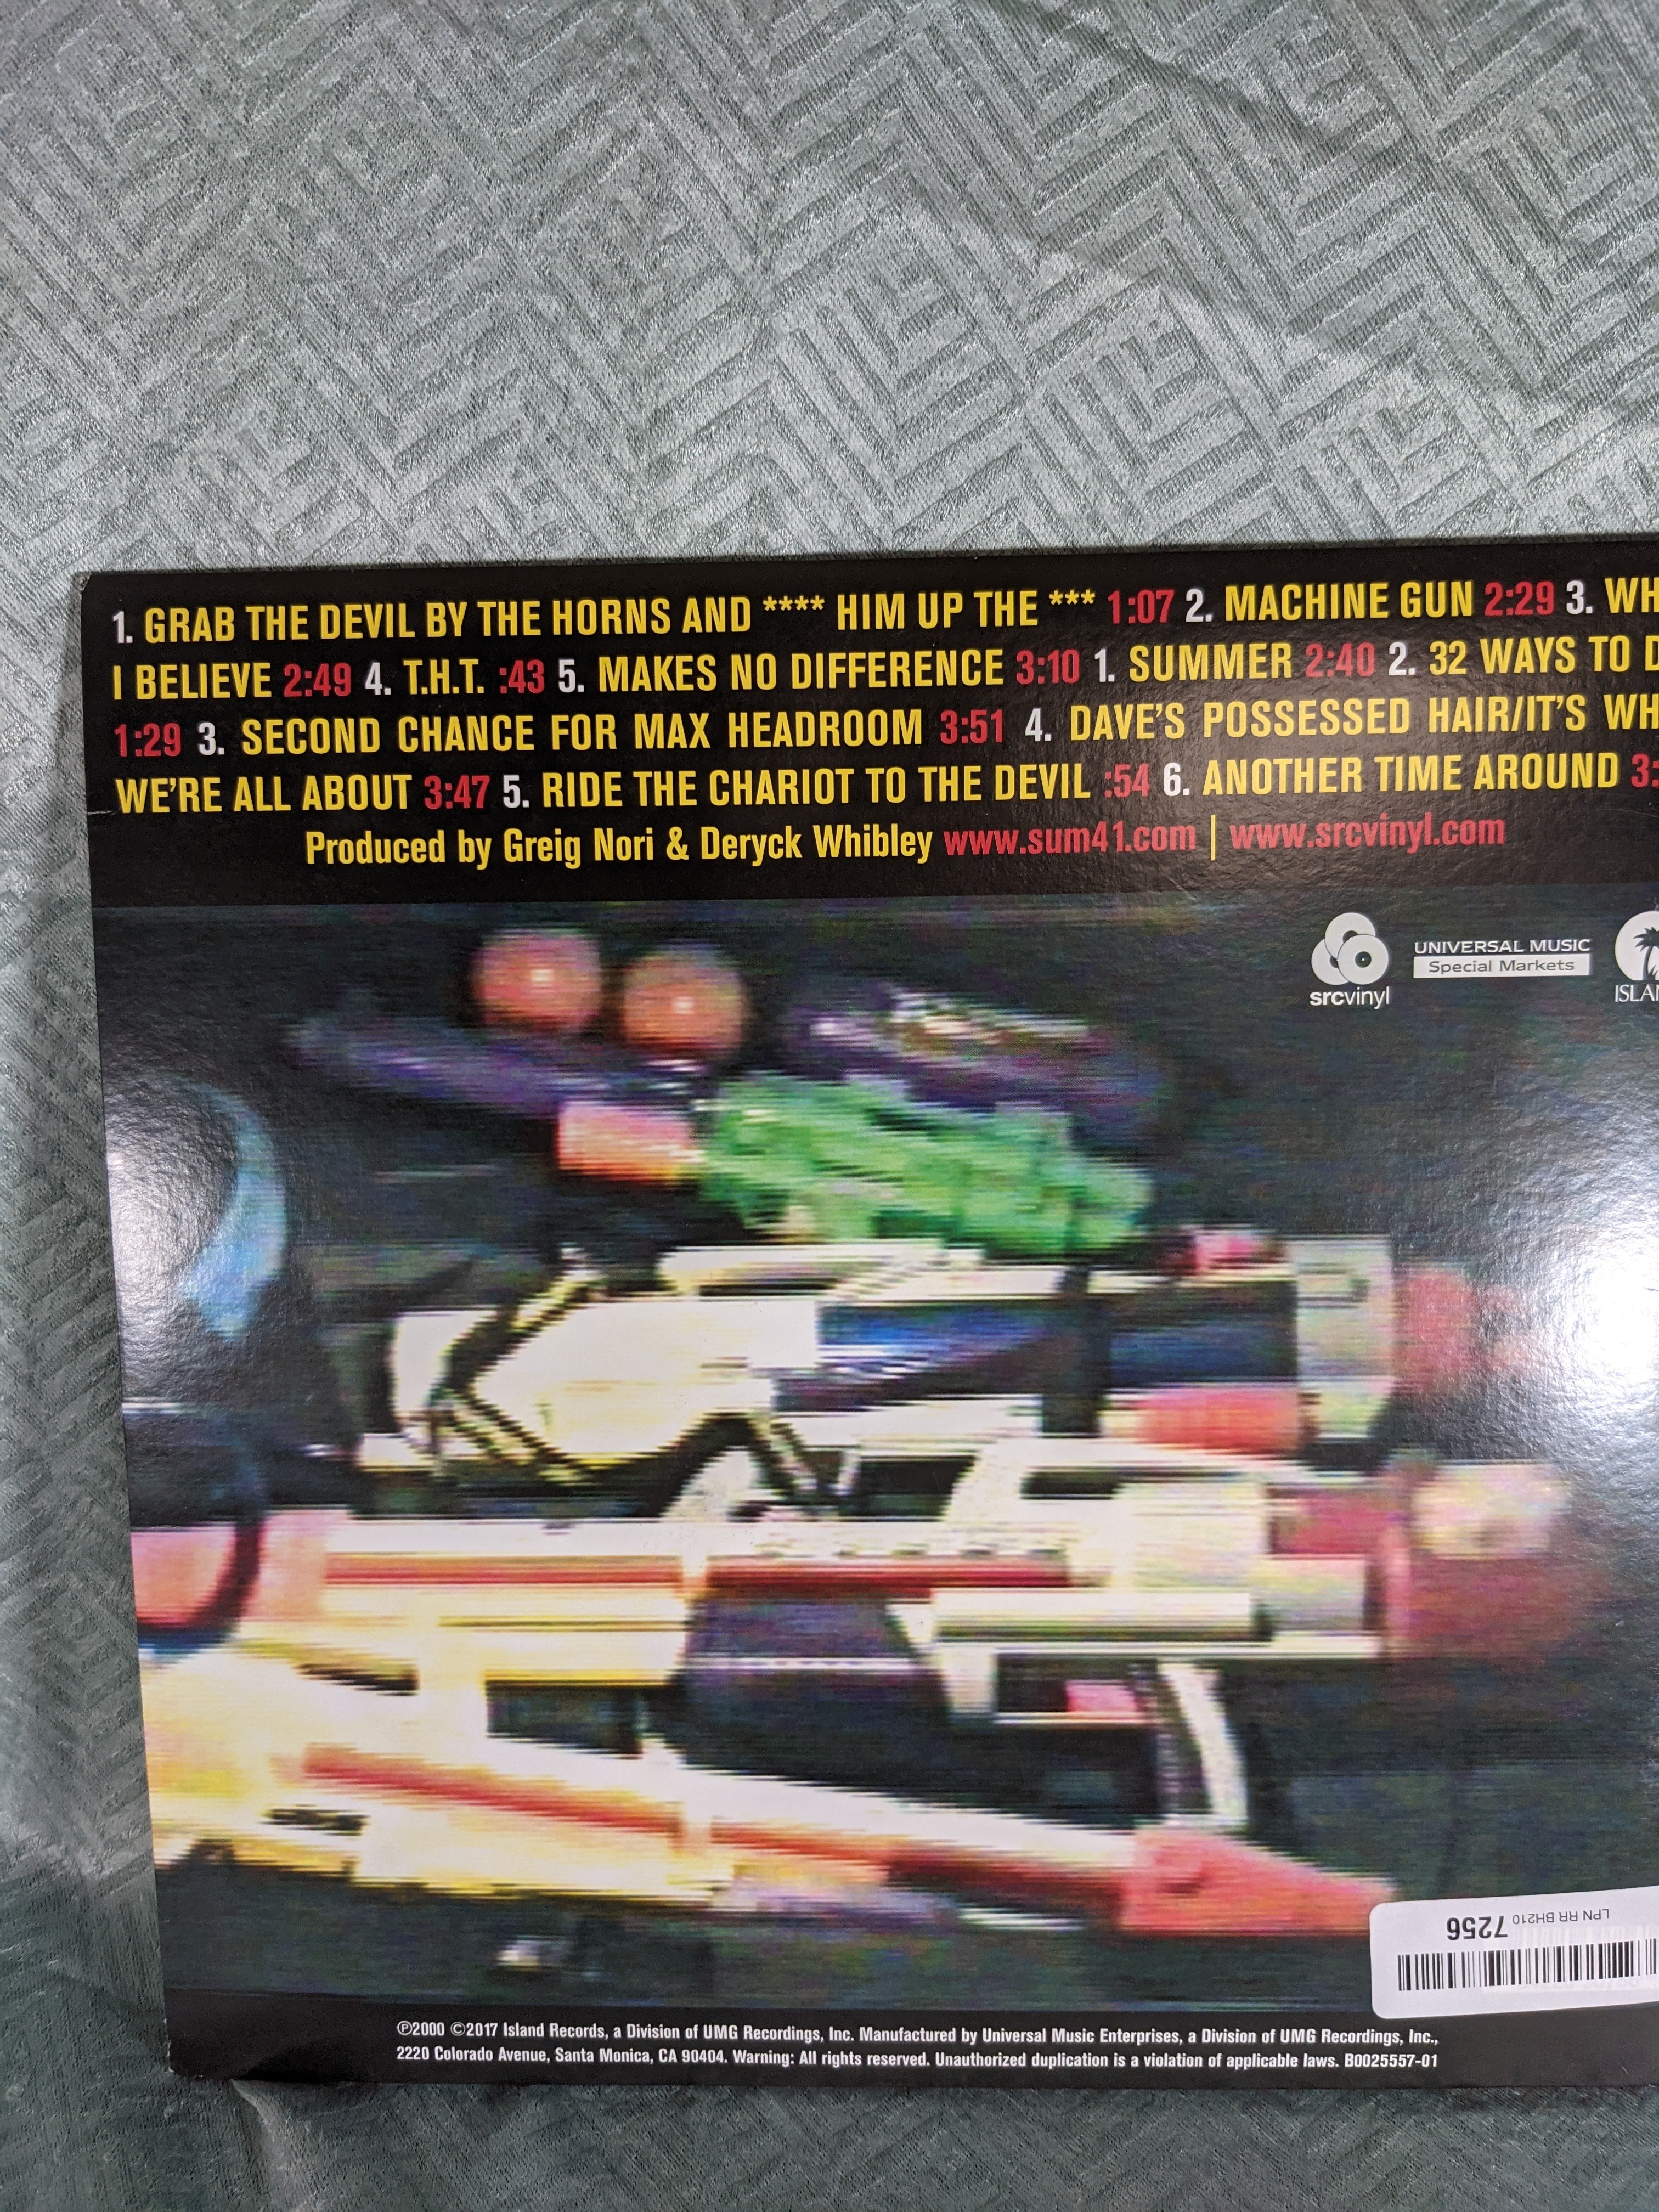 1. GRAB THE DEVIL BY THE HORNS AND **** HIM UP THE *** 1:07 2. MACHINE GUN 2:29 3. WH
I BELIEVE 2:49 4. T.H.T. :43 5. MAKES NO DIFFERENCE 3:10 1. SUMMER 2:40 2. 32 WAYS TO D
1:29 3. SECOND CHANCE FOR MAX HEADROOM 3:51 4. DAVE'S POSSESSED HAIR/IT'S WH
WE'RE ALL ABOUT 3:47 5. RIDE THE CHARIOT TO THE DEVIL :54 6. ANOTHER TIME AROUND 3:
Produced by Greig Nori & Deryck Whibley www.sum41.com | www.srcvinyl.com
srcvinyl
UNIVERSAL MUSIC
Special Markets
ISLA
LPN RR BH210 7256
℗2000 ©2017 Island Records, a Division of UMG Recordings, Inc. Manufactured by Universal Music Enterprises, a Division of UMG Recordings, Inc.,
2220 Colorado Avenue, Santa Monica, CA 90404. Warning: All rights reserved. Unauthorized duplication is a violation of applicable laws. B0025557-01